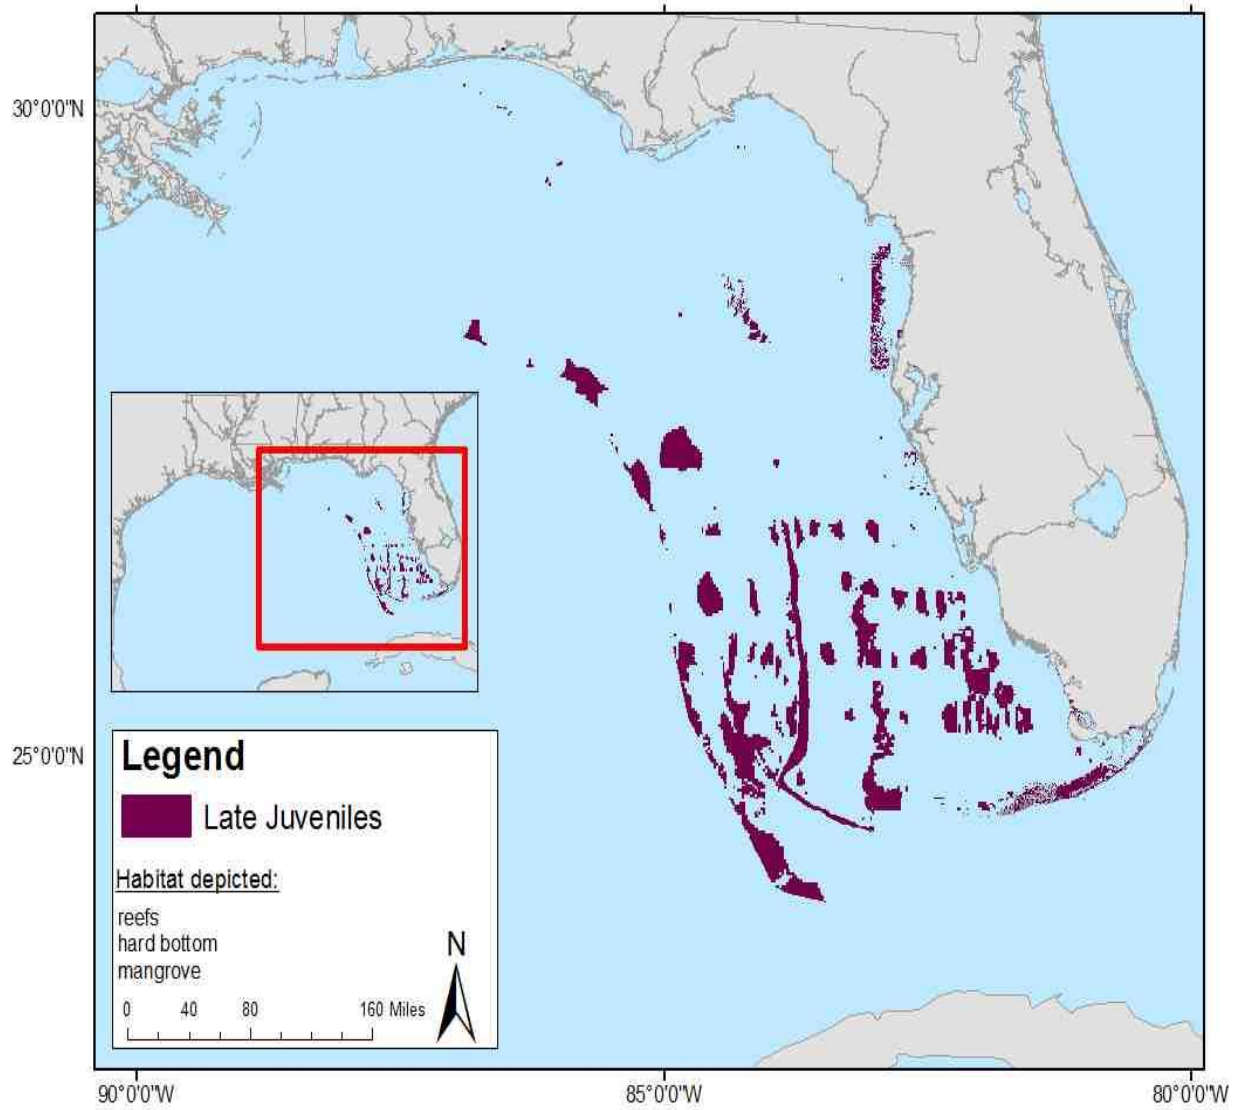 30°0'0"N
25°0'0"N
Legend
Late Juveniles
Habitat depicted:
reefs
hard bottom
mangrove
N
0 40 80 160 Miles
90°0'0"W 85°0'0"W 80°0'0"W